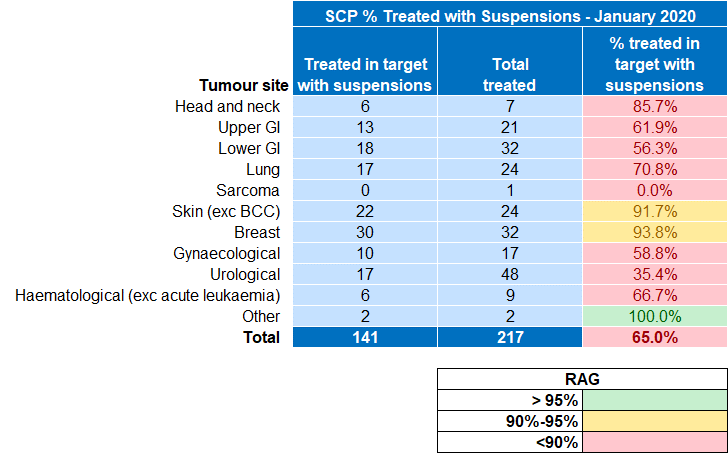 SCP % Treated with Suspensions - January 2020
Tumour site Treated in target with suspensions Total treated % treated in target with suspensions
Head and neck 6 7 85.7%
Upper GI 13 21 61.9%
Lower GI 18 32 56.3%
Lung 17 24 70.8%
Sarcoma 0 1 0.0%
Skin (exc BCC) 22 24 91.7%
Breast 30 32 93.8%
Gynaecological 10 17 58.8%
Urological 17 48 35.4%
Haematological (exc acute leukaemia) 6 9 66.7%
Other 2 2 100.0%
Total 141 217 65.0%
RAG
> 95%
90%-95%
<90%